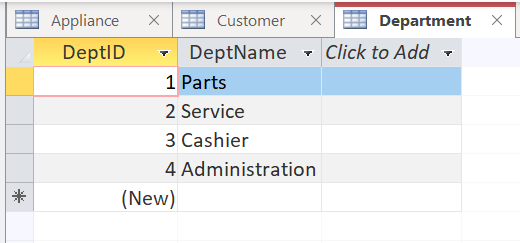 Appliance Customer Department
DeptID DeptName Click to Add
1 Parts
2 Service
3 Cashier
4 Administration
(New)